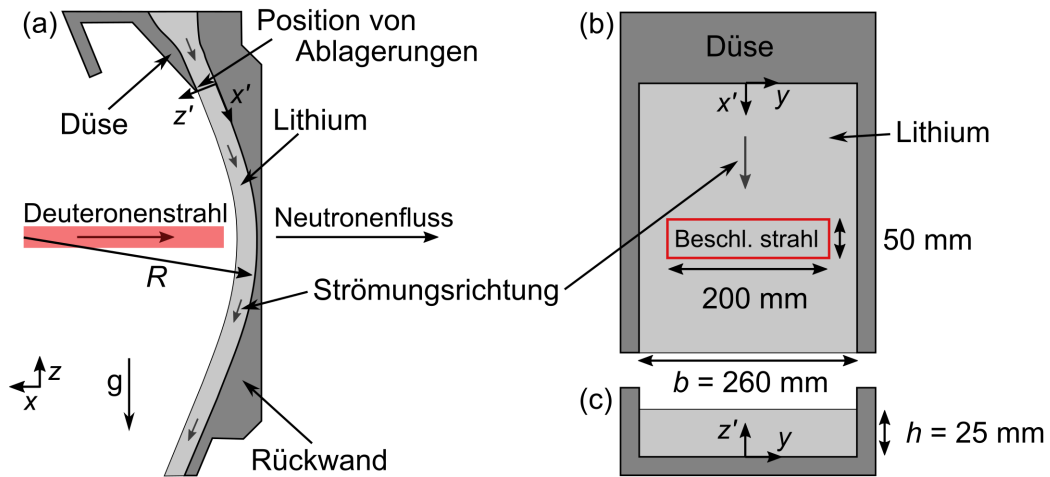 (a)
Position von
Ablagerungen
x'
z'
Düse
Lithium
Deuteronenstrahl
Neutronenfluss
R
Strömungsrichtung
z
x
g
Rückwand
(b)
Düse
x'
y
Lithium
Beschl. strahl
50 mm
200 mm
b = 260 mm
(c)
z'
y
h = 25 mm